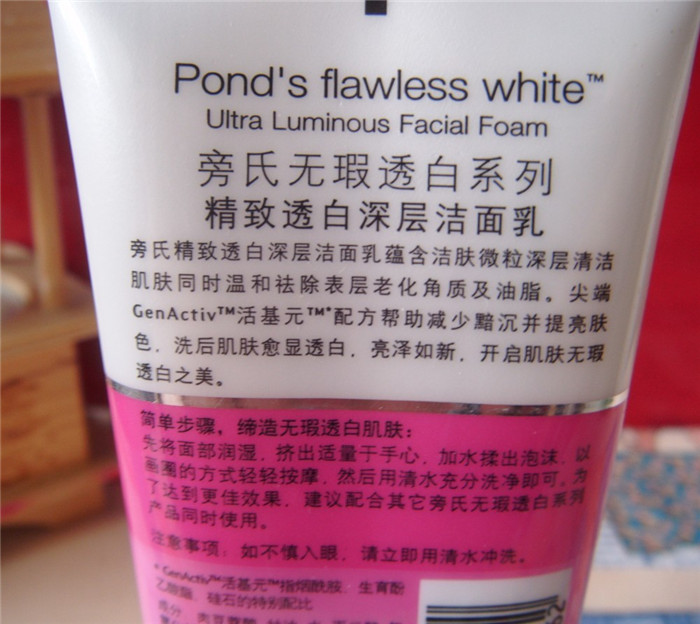 Pond's flawless white™
Ultra Luminous Facial Foam
旁氏无瑕透白系列
精致透白深层洁面乳
旁氏精致透白深层洁面乳蕴含洁肤微粒深层清洁
肌肤同时温和祛除表层老化角质及油脂。尖端
GenActiv™活基元™*配方帮助减少黯沉并提亮肤
色，洗后肌肤愈显透白，亮泽如新，开启肌肤无瑕
透白之美。
简单步骤，缔造无瑕透白肌肤：
先将面部润湿，挤出适量于手心，加水揉出泡沫，以
画圈的方式轻轻按摩，然后用清水充分洗净即可。为
了达到更佳效果，建议配合其它旁氏无瑕透白系列
产品同时使用。
注意事项：如不慎入眼，请立即用清水冲洗。
* GenActiv™活基元™指烟酰胺，生育酚
乙酸酯，硅石的特别配比
成分：肉豆蔻酸